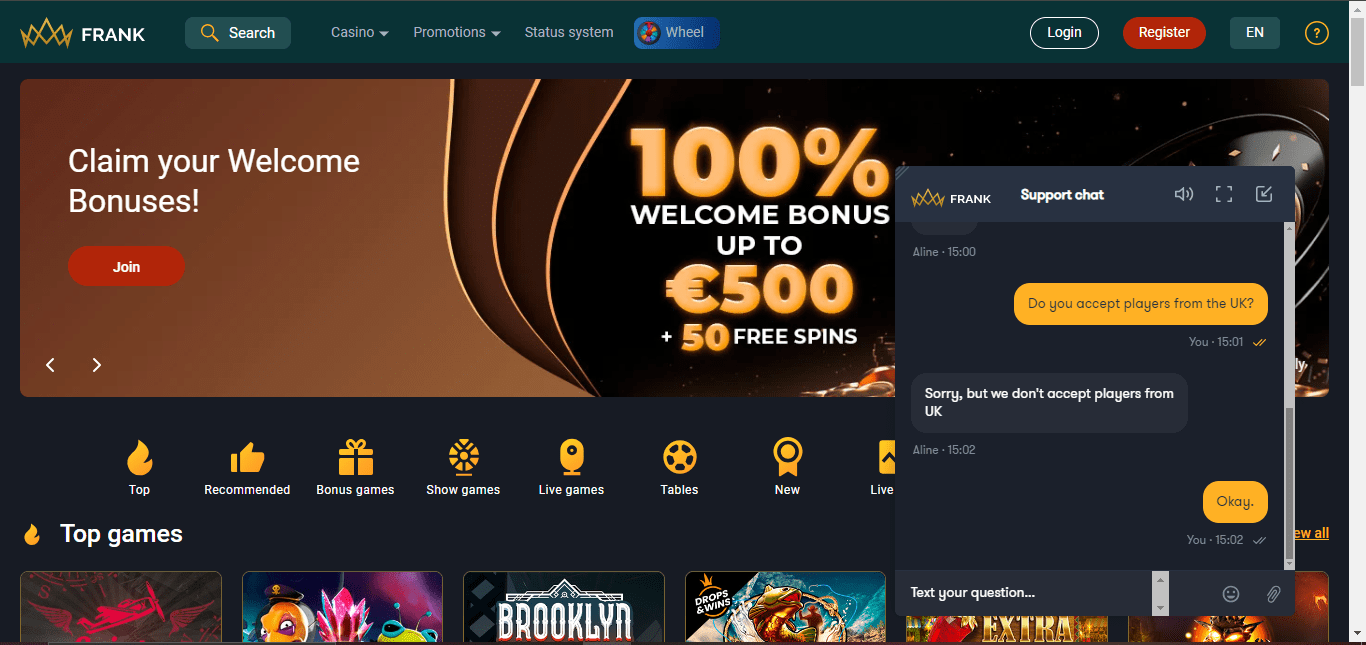 FRANK
Search
Casino
Promotions
Status system
Wheel
Login
Register
EN
?
Claim your Welcome
Bonuses!
Join
100%
WELCOME BONUS
UP TO
€500
+ 50 FREE SPINS
ly
FRANK
Support chat
Aline · 15:00
Do you accept players from the UK?
You · 15:01
Sorry, but we don't accept players from
UK
Aline · 15:02
Okay.
You · 15:02
Text your question...
Top
Recommended
Bonus games
Show games
Live games
Tables
New
Live
Top games
ew all
BROOKLYN
DROPS
&WINS
EXTRA